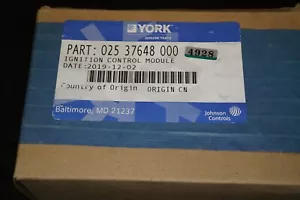 YORK
PART: 025 37648 000
4928
IGNITION CONTROL MODULE
DATE:2019-12-02
Country of Origin ORIGIN CN
Baltimore, MD 21237
Johnson
Controls